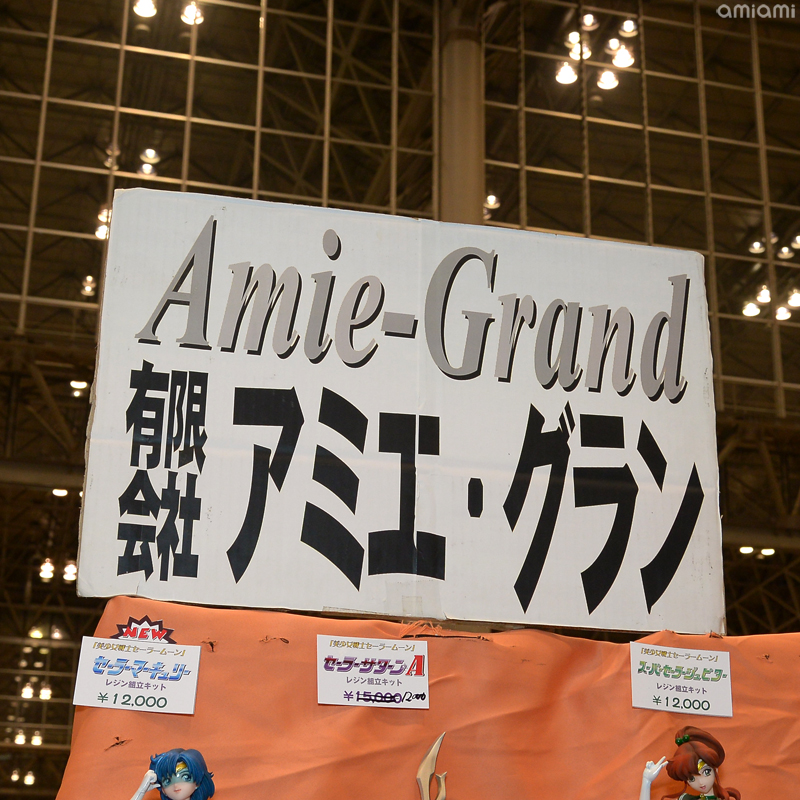 amiami
Amie-Grand
有限会社
アミエ・グラン
NEW
『美少女戦士セーラームーン』
セーラーマーキュリー
レジン組立キット
¥12,000
『美少女戦士セーラームーン』
セーラーサターンA
レジン組立キット
¥15,000 12000
『美少女戦士セーラームーン』
スーパーセーラージュピター
レジン組立キット
¥12,000